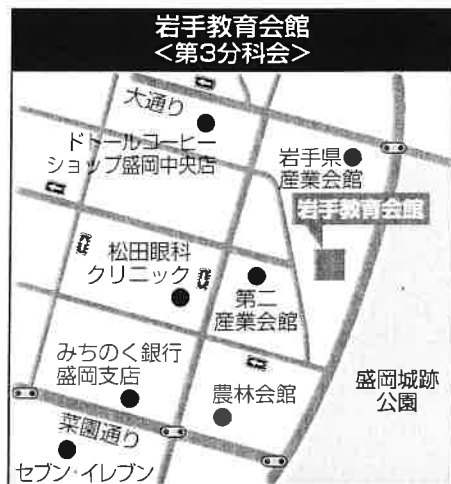 岩手教育会館
<第3分科会>
大通り
ドトールコーヒー
ショップ盛岡中央店
岩手県
産業会館
岩手教育会館
松田眼科
クリニック
第二
産業会館
みちのく銀行
盛岡支店
農林会館
盛岡城跡
公園
菜園通り
セブン・イレブン